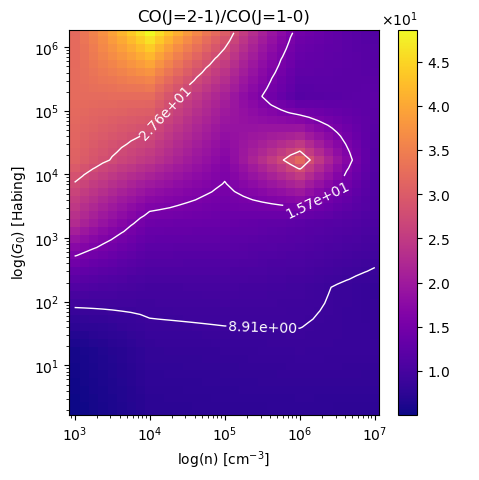 CO(J=2-1)/CO(J=1-0)
×10¹
10⁶
10⁵
10⁴
10³
10²
10¹
log(G₀) [Habing]
2.76e+01
1.57e+01
8.91e+00
10³ 10⁴ 10⁵ 10⁶ 10⁷
log(n) [cm⁻³]
4.5
4.0
3.5
3.0
2.5
2.0
1.5
1.0